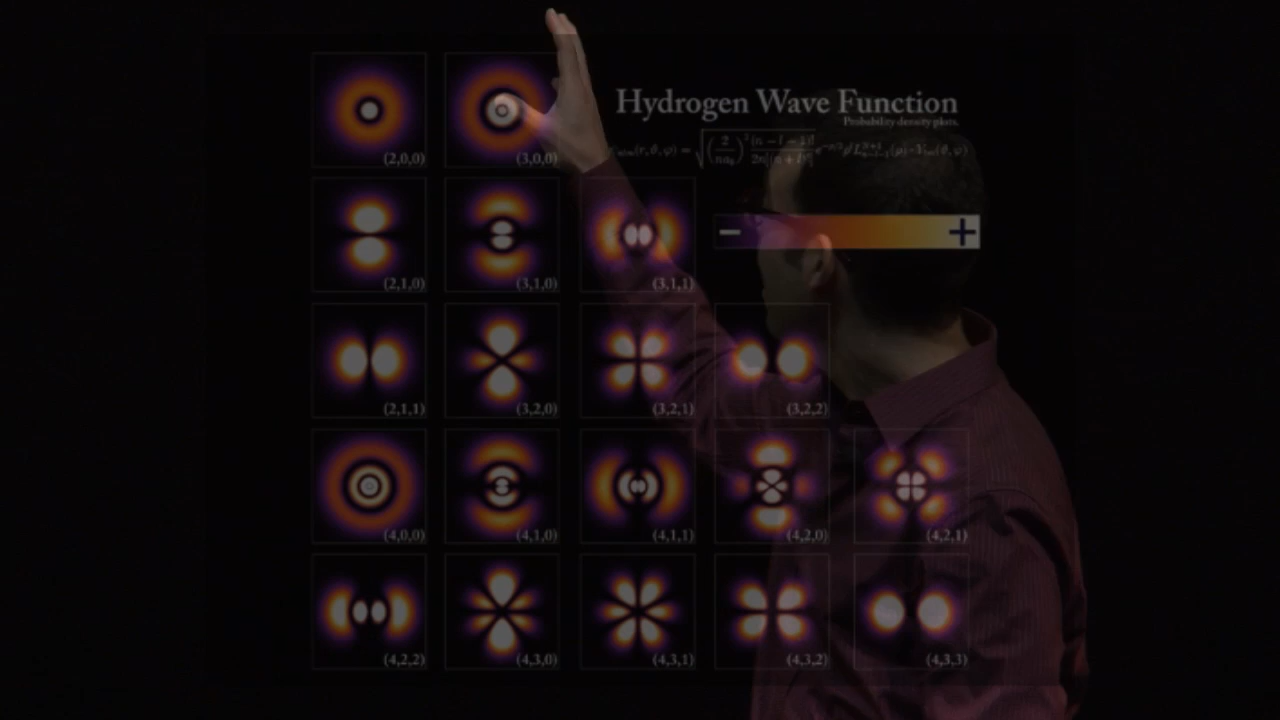 Hydrogen Wave Function
Probability density plots.
− +
(2,0,0) (3,0,0)
(2,1,0) (3,1,0) (3,1,1)
(2,1,1) (3,2,0) (3,2,1) (3,2,2)
(4,0,0) (4,1,0) (4,1,1) (4,2,0) (4,2,1)
(4,2,2) (4,3,0) (4,3,1) (4,3,2) (4,3,3)